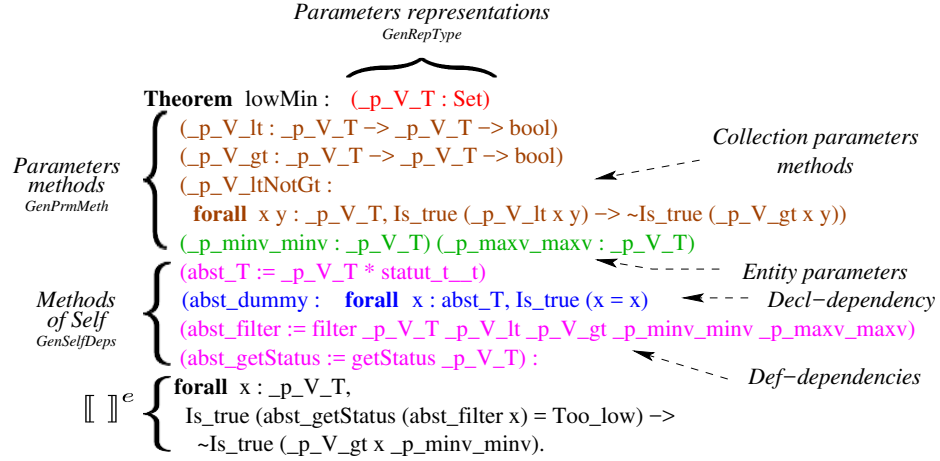 Parameters representations
GenRepType
Theorem lowMin : (_p_V_T : Set)
(_p_V_lt : _p_V_T −> _p_V_T −> bool)
(_p_V_gt : _p_V_T −> _p_V_T −> bool)
(_p_V_ltNotGt :
forall x y : _p_V_T, Is_true (_p_V_lt x y) −> ~Is_true (_p_V_gt x y))
(_p_minv_minv : _p_V_T) (_p_maxv_maxv : _p_V_T)
Parameters
methods
GenPrmMeth
Collection parameters
methods
(abst_T := _p_V_T * statut_t__t)
(abst_dummy : forall x : abst_T, Is_true (x = x)
(abst_filter := filter _p_V_T _p_V_lt _p_V_gt _p_minv_minv _p_maxv_maxv)
(abst_getStatus := getStatus _p_V_T) :
Methods
of Self
GenSelfDeps
Entity parameters
Decl−dependency
Def−dependencies
⟦ ⟧e
forall x : _p_V_T,
Is_true (abst_getStatus (abst_filter x) = Too_low) −>
~Is_true (_p_V_gt x _p_minv_minv).